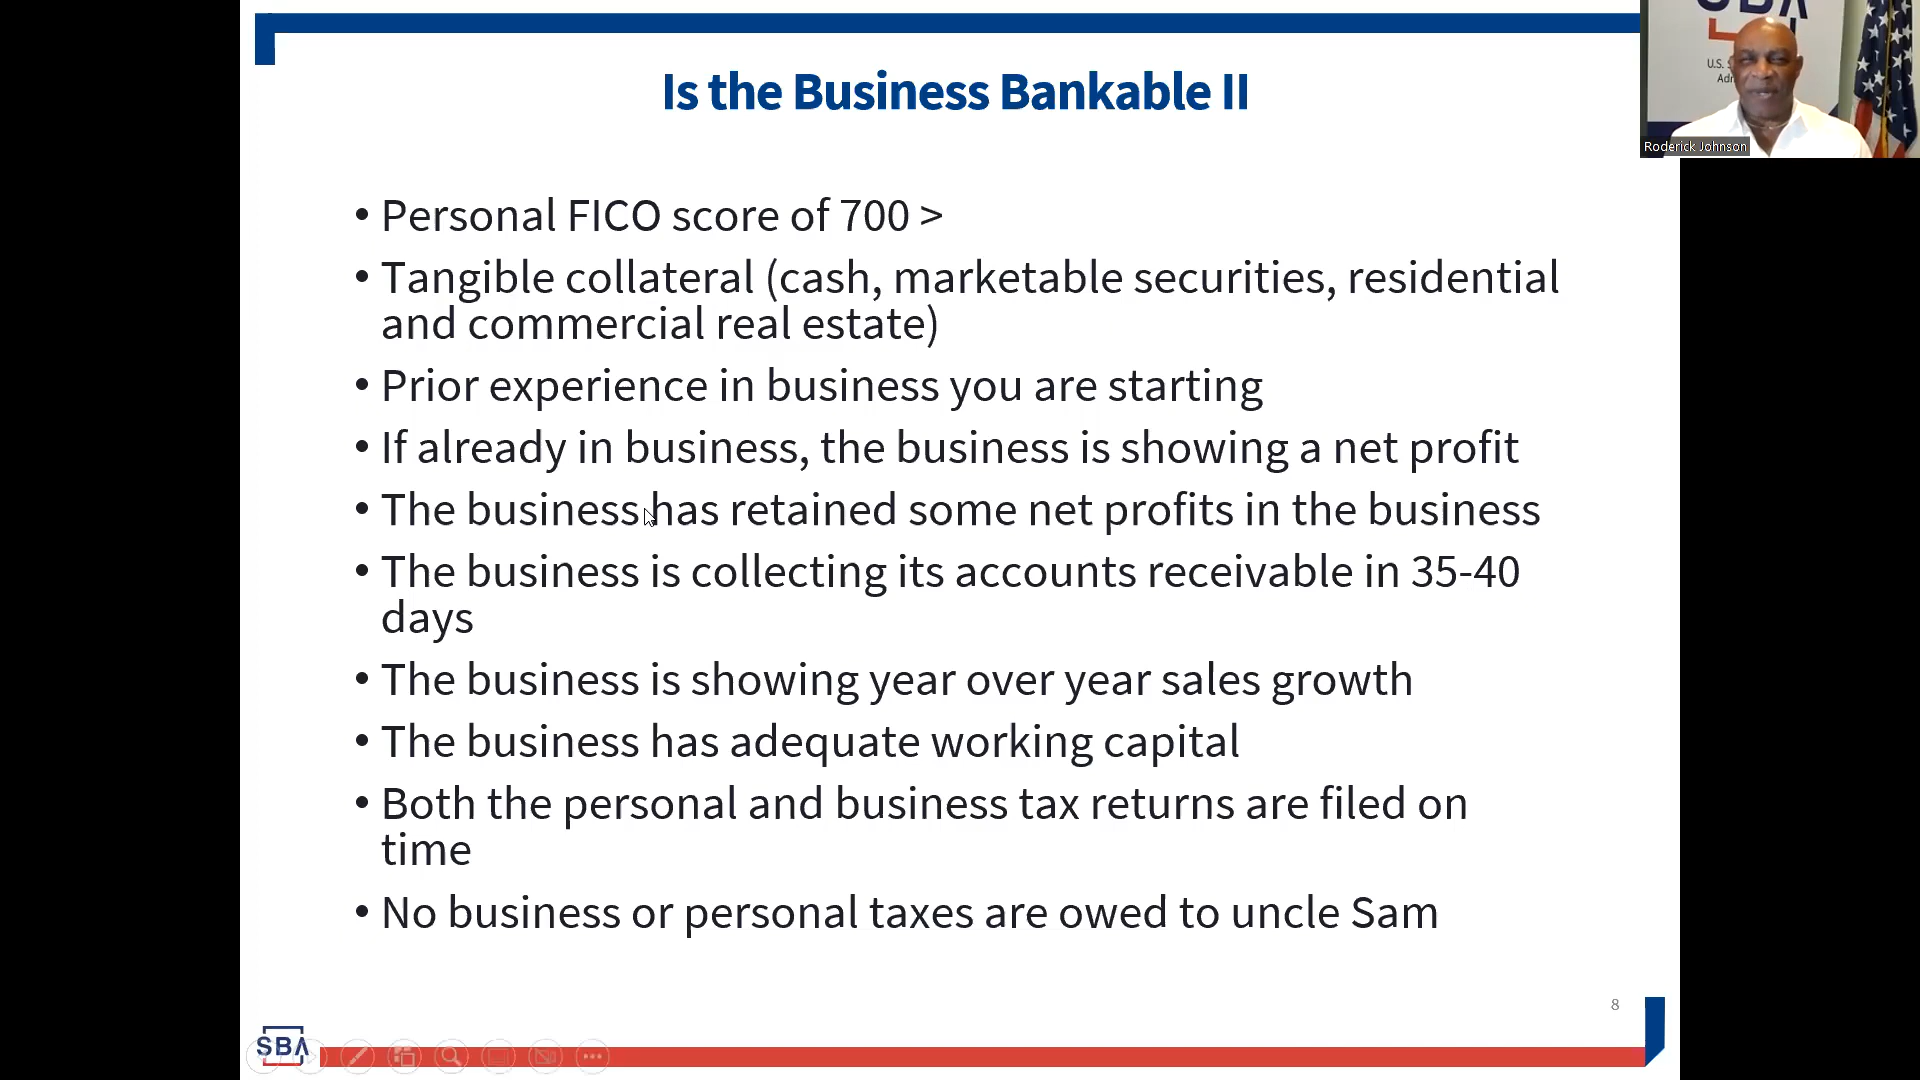 Is the Business Bankable II
SBA
U.S.
Roderick Johnson
• Personal FICO score of 700 >
• Tangible collateral (cash, marketable securities, residential
and commercial real estate)
• Prior experience in business you are starting
• If already in business, the business is showing a net profit
• The business has retained some net profits in the business
• The business is collecting its accounts receivable in 35-40
days
• The business is showing year over year sales growth
• The business has adequate working capital
• Both the personal and business tax returns are filed on
time
• No business or personal taxes are owed to uncle Sam
8
SBA